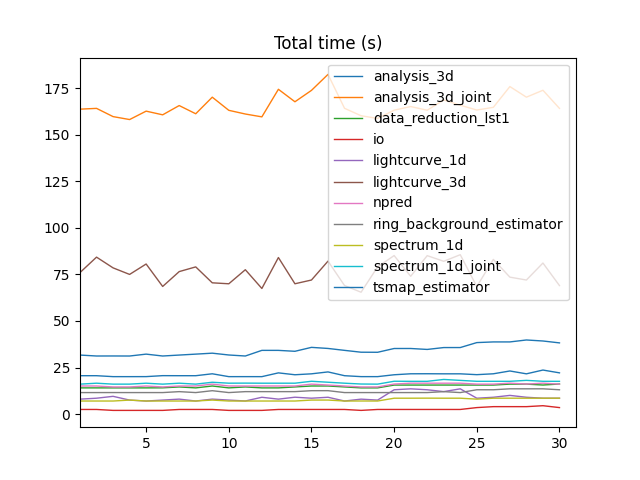 Total time (s)
175
150
125
100
75
50
25
0
5
10
15
20
25
30
analysis_3d
analysis_3d_joint
data_reduction_lst1
io
lightcurve_1d
lightcurve_3d
npred
ring_background_estimator
spectrum_1d
spectrum_1d_joint
tsmap_estimator